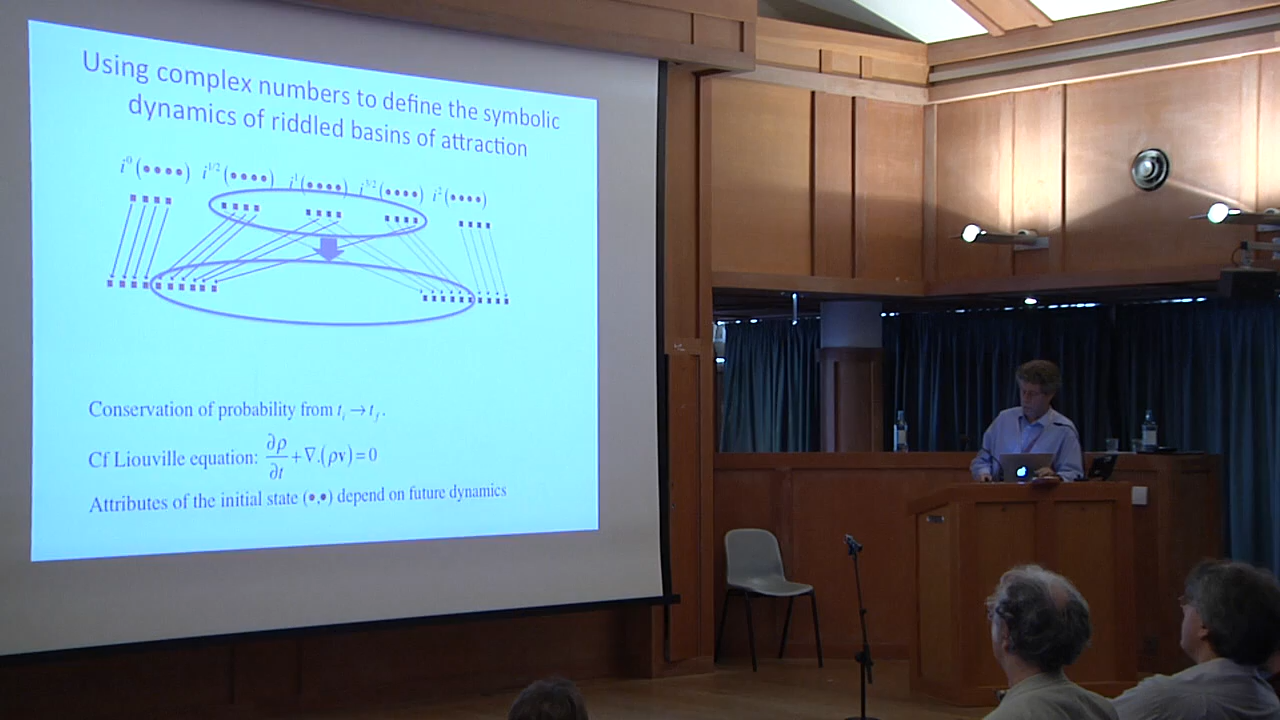 Using complex numbers to define the symbolic
dynamics of riddled basins of attraction
i⁰(••••) i^{1/2}(••••) i¹(••••) i^{3/2}(••••) i²(••••)
Conservation of probability from t_i → t_f.
Cf Liouville equation: ∂ρ/∂t + ∇.(ρv) = 0
Attributes of the initial state (•,•) depend on future dynamics